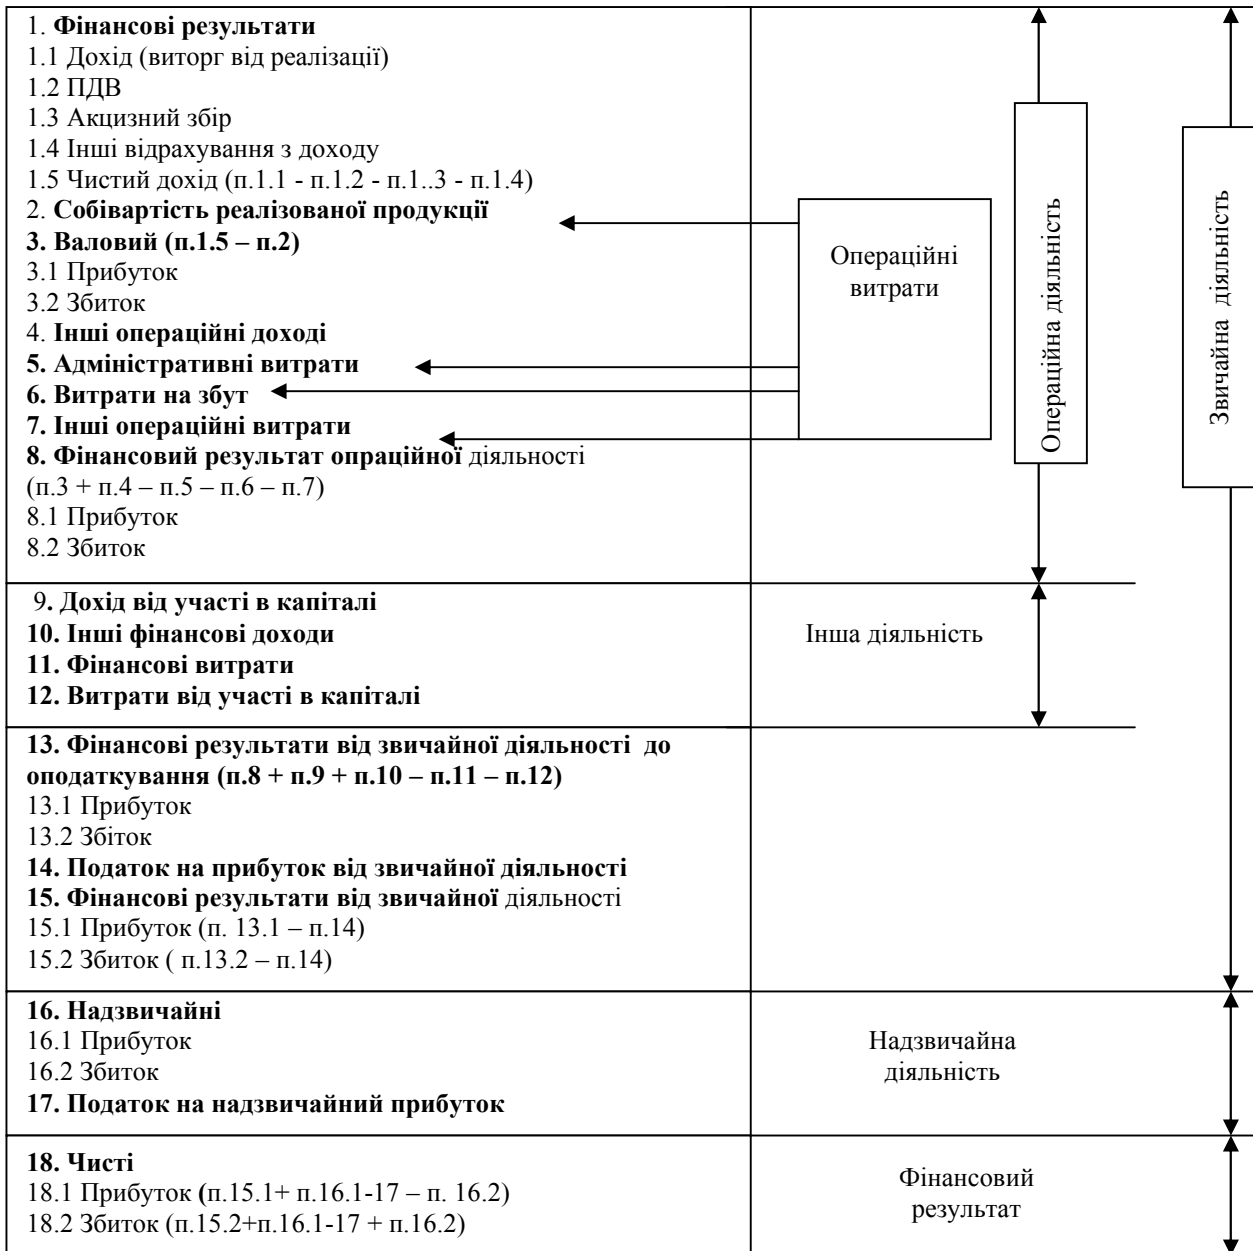 1. Фінансові результати
1.1 Дохід (виторг від реалізації)
1.2 ПДВ
1.3 Акцизний збір
1.4 Інші відрахування з доходу
1.5 Чистий дохід (п.1.1 - п.1.2 - п.1..3 - п.1.4)
2. Собівартість реалізованої продукції
3. Валовий (п.1.5 – п.2)
3.1 Прибуток
3.2 Збиток
4. Інші операційні доході
5. Адміністративні витрати
6. Витрати на збут
7. Інші операційні витрати
8. Фінансовий результат опраційної діяльності
(п.3 + п.4 – п.5 – п.6 – п.7)
8.1 Прибуток
8.2 Збиток
Операційні
витрати
Операційна діяльність
Звичайна діяльність
9. Дохід від участі в капіталі
10. Інші фінансові доходи
11. Фінансові витрати
12. Витрати від участі в капіталі
Інша діяльність
13. Фінансові результати від звичайної діяльності до
оподаткування (п.8 + п.9 + п.10 – п.11 – п.12)
13.1 Прибуток
13.2 Збіток
14. Податок на прибуток від звичайної діяльності
15. Фінансові результати від звичайної діяльності
15.1 Прибуток (п. 13.1 – п.14)
15.2 Збиток ( п.13.2 – п.14)
16. Надзвичайні
16.1 Прибуток
16.2 Збиток
17. Податок на надзвичайний прибуток
Надзвичайна
діяльність
18. Чисті
18.1 Прибуток (п.15.1+ п.16.1-17 – п. 16.2)
18.2 Збиток (п.15.2+п.16.1-17 + п.16.2)
Фінансовий
результат